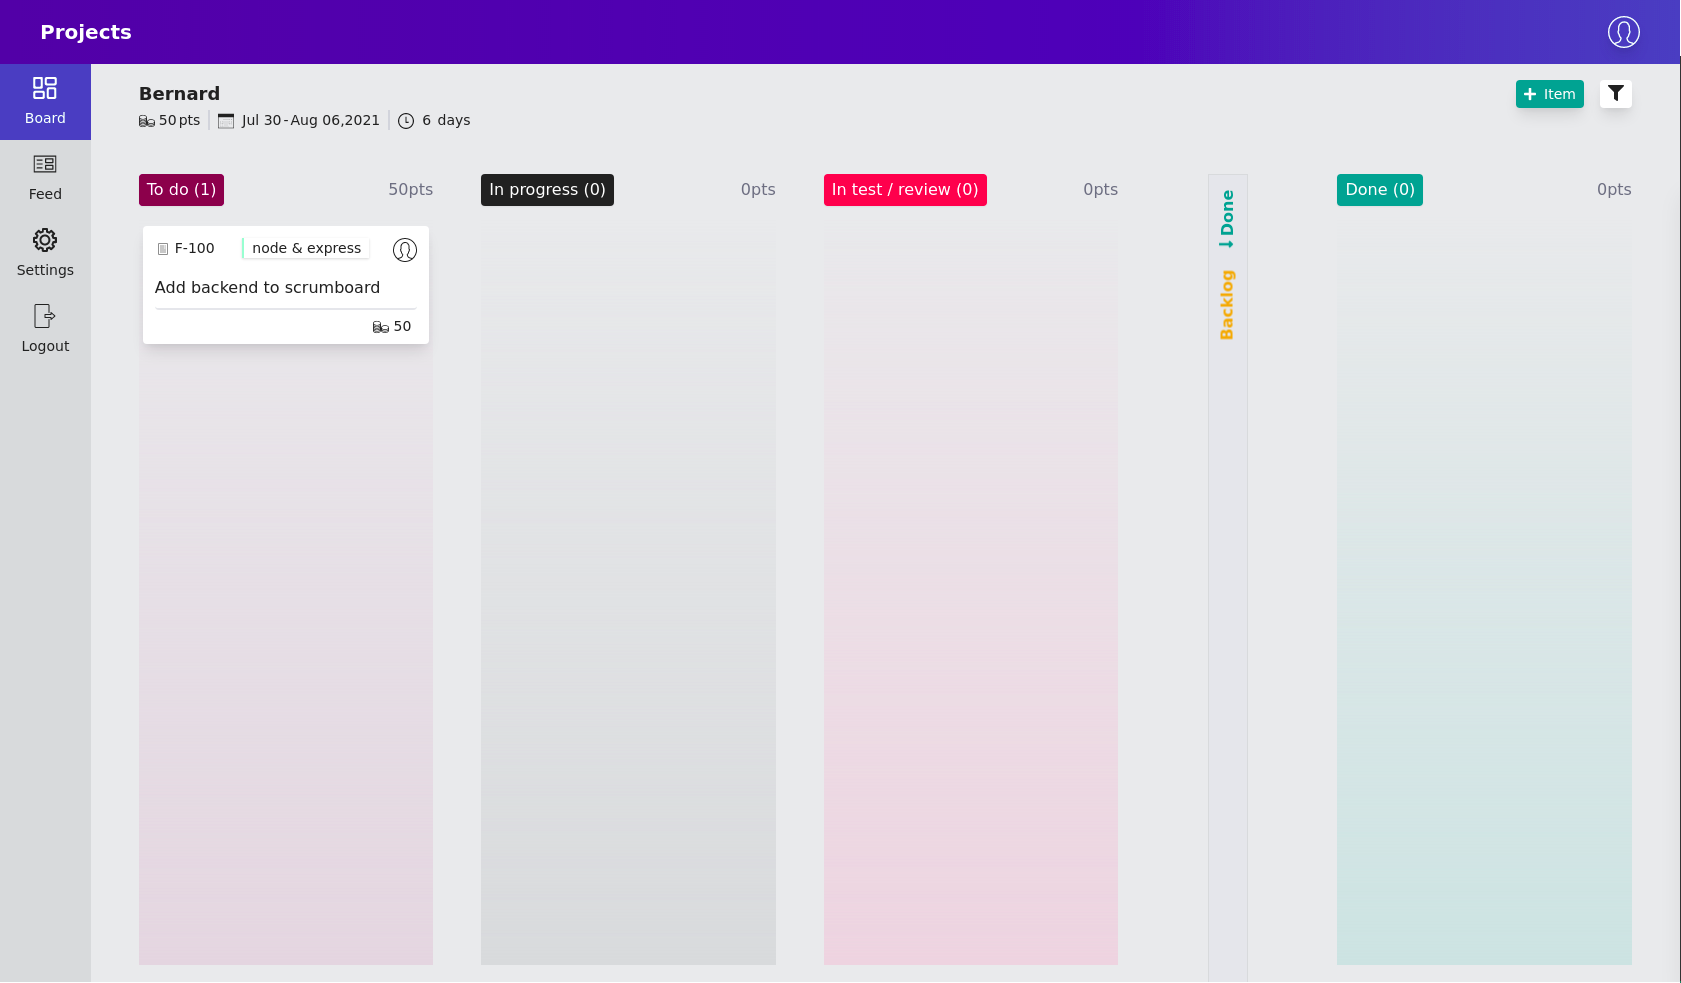 Projects
Board
Feed
Settings
Logout
Bernard
50 pts Jul 30 - Aug 06,2021 6 days
+ Item
To do (1) 50pts
F-100 node & express
Add backend to scrumboard
50
In progress (0) 0pts
In test / review (0) 0pts
Done
Backlog
Done (0) 0pts